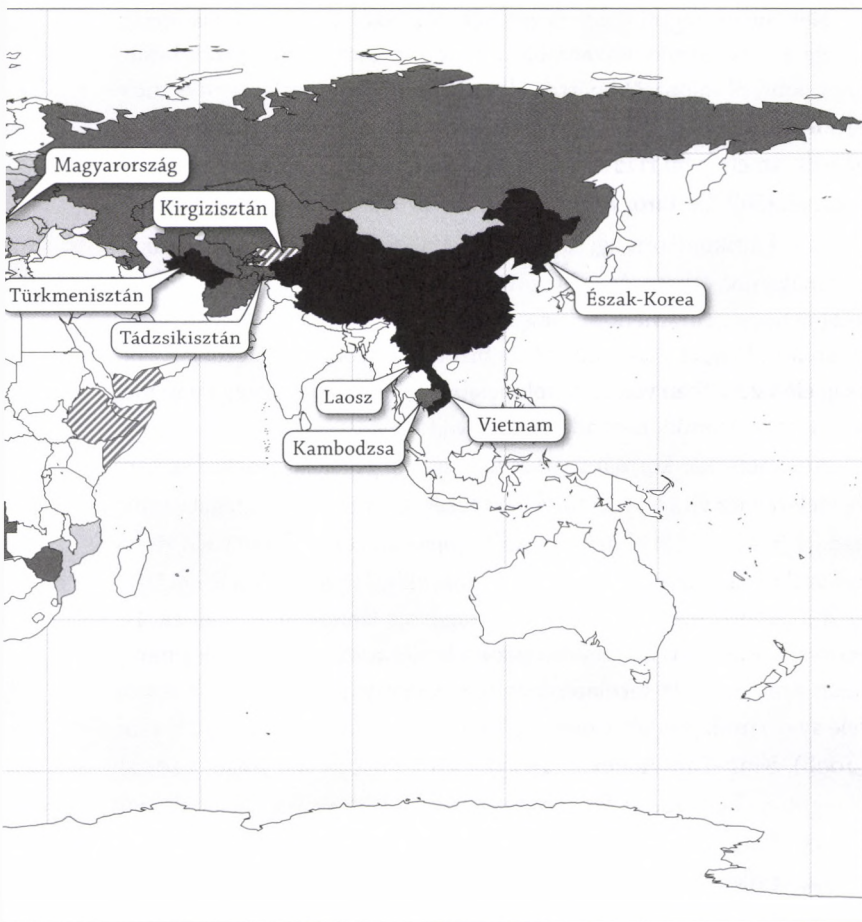 Magyarország
Kirgizisztán
Türkmenisztán
Észak-Korea
Tádzsikisztán
Laosz
Vietnam
Kambodzsa